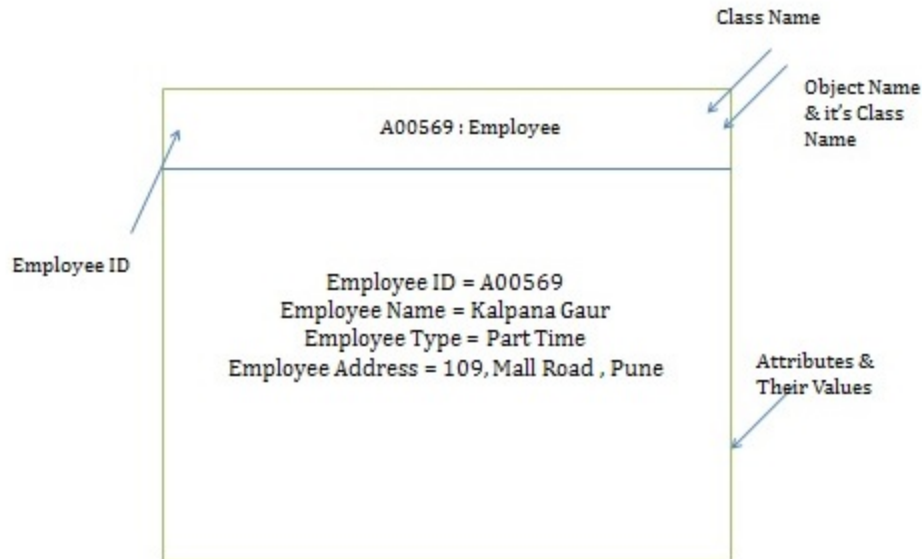 Class Name
Object Name
& it's Class
Name
A00569 : Employee
Employee ID
Employee ID = A00569
Employee Name = Kalpana Gaur
Employee Type = Part Time
Employee Address = 109, Mall Road , Pune
Attributes &
Their Values